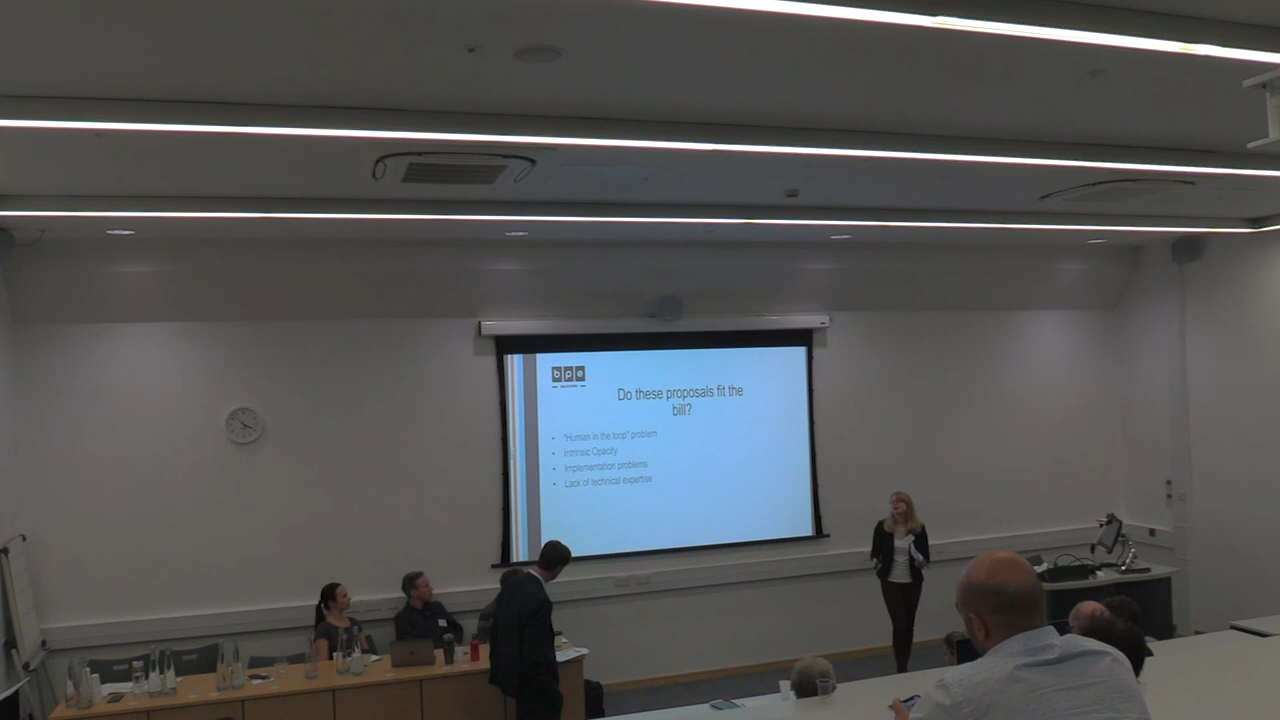 bpe
Do these proposals fit the
bill?
• "Human in the loop" problem
• Intrinsic Opacity
• Implementation problems
• Lack of technical expertise